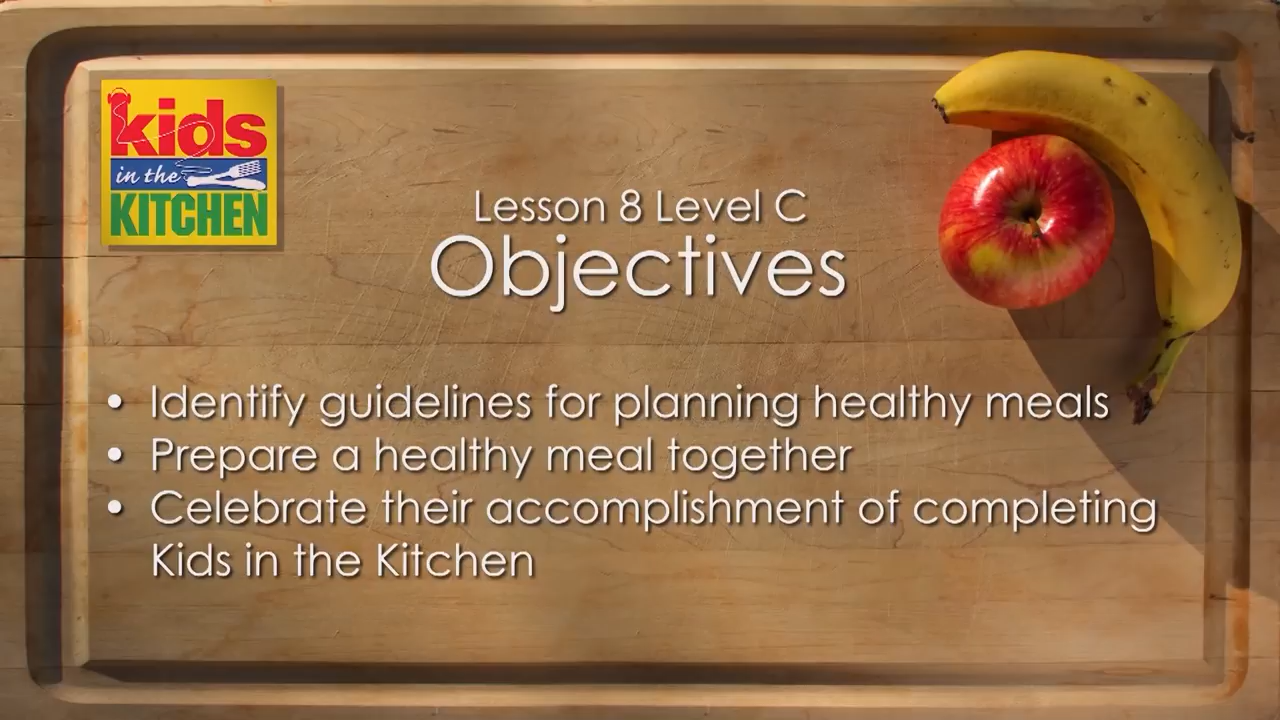 kids
in the
KITCHEN
Lesson 8 Level C
Objectives
• Identify guidelines for planning healthy meals
• Prepare a healthy meal together
• Celebrate their accomplishment of completing
Kids in the Kitchen